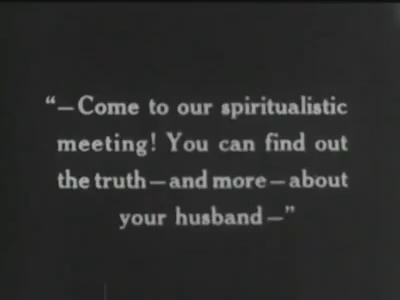 “—Come to our spiritualistic
meeting! You can find out
the truth—and more—about
your husband—”